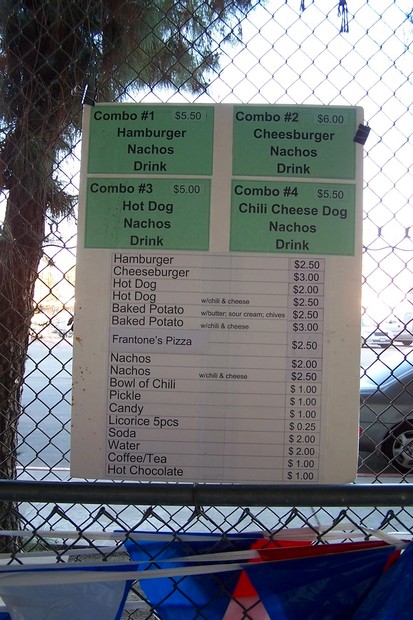 Combo #1 $5.50
Hamburger
Nachos
Drink
Combo #2 $6.00
Cheesburger
Nachos
Drink
Combo #3 $5.00
Hot Dog
Nachos
Drink
Combo #4 $5.50
Chili Cheese Dog
Nachos
Drink
Hamburger $2.50
Cheeseburger $3.00
Hot Dog $2.00
Hot Dog w/chili & cheese $2.50
Baked Potato w/butter; sour cream; chives $2.50
Baked Potato w/chili & cheese $3.00
Frantone's Pizza $2.50
Nachos $2.00
Nachos w/chili & cheese $2.50
Bowl of Chili $ 1.00
Pickle $ 1.00
Candy $ 1.00
Licorice 5pcs $ 0.25
Soda $ 2.00
Water $ 2.00
Coffee/Tea $ 1.00
Hot Chocolate $ 1.00